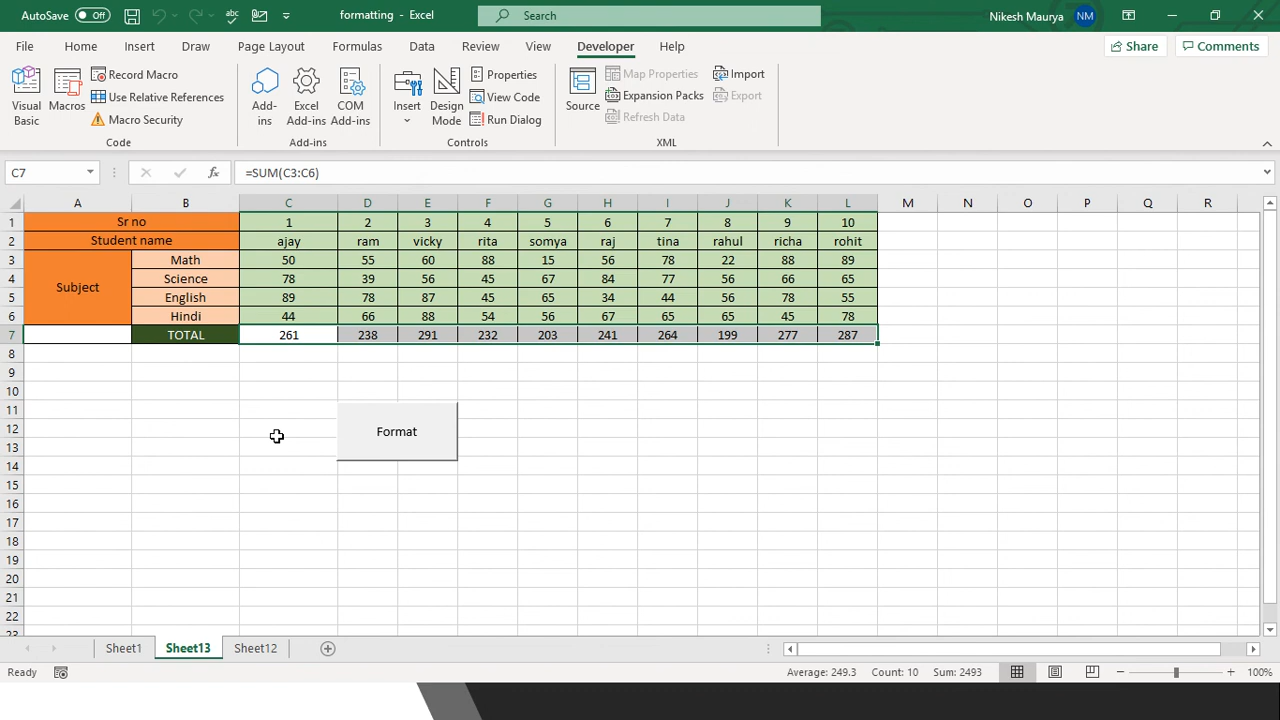 AutoSave Off formatting - Excel Search Nikesh Maurya NM
File Home Insert Draw Page Layout Formulas Data Review View Developer Help Share Comments
Visual Basic
Macros
Record Macro
Use Relative References
Macro Security
Code
Add-ins
Excel Add-ins
COM Add-ins
Add-ins
Insert
Design Mode
Properties
View Code
Run Dialog
Controls
Source
Map Properties
Expansion Packs
Refresh Data
Import
Export
XML
C7 fx =SUM(C3:C6)
A B C D E F G H I J K L M N O P Q R
1 Sr no 1 2 3 4 5 6 7 8 9 10
2 Student name ajay ram vicky rita somya raj tina rahul richa rohit
3 Math 50 55 60 88 15 56 78 22 88 89
4 Subject Science 78 39 56 45 67 84 77 56 66 65
5 English 89 78 87 45 65 34 44 56 78 55
6 Hindi 44 66 88 54 56 67 65 65 45 78
7 TOTAL 261 238 291 232 203 241 264 199 277 287
8
9
10
11
12 Format
13
14
15
16
17
18
19
20
21
22
23
Sheet1 Sheet13 Sheet12
Ready Average: 249.3 Count: 10 Sum: 2493 100%